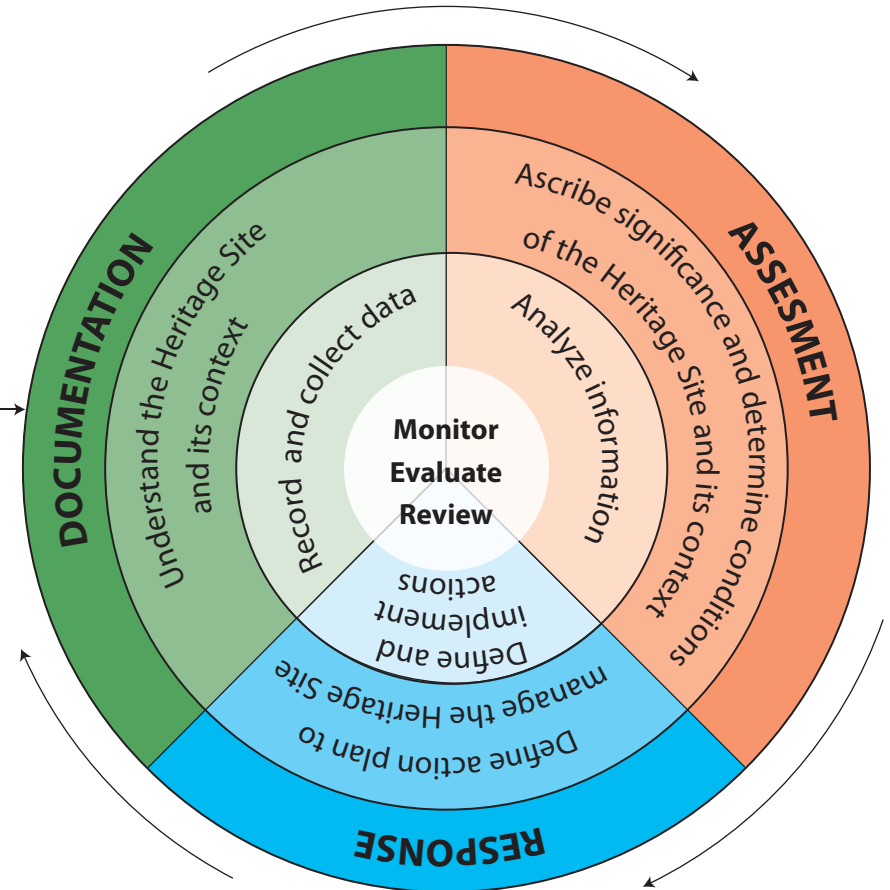 DOCUMENTATION
Understand the Heritage Site
and its context
Record and collect data
ASSESMENT
Ascribe significance and determine conditions
of the Heritage Site and its context
Analyze information
RESPONSE
Define action plan to
manage the Heritage Site
Define and
implement
actions
Monitor
Evaluate
Review